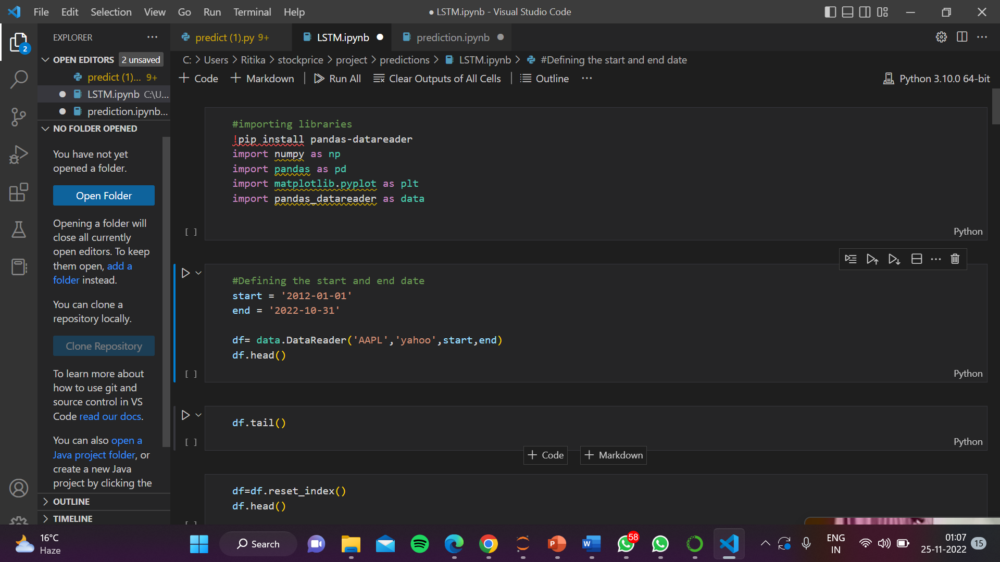 File Edit Selection View Go Run Terminal Help
● LSTM.ipynb - Visual Studio Code
EXPLORER
predict (1).py 9+
LSTM.ipynb
prediction.ipynb
OPEN EDITORS 2 unsaved
predict (1)... 9+
LSTM.ipynb C:\U...
prediction.ipynb...
NO FOLDER OPENED
You have not yet
opened a folder.
Open Folder
Opening a folder will
close all currently
open editors. To keep
them open, add a
folder instead.
You can clone a
repository locally.
Clone Repository
To learn more about
how to use git and
source control in VS
Code read our docs.
You can also open a
Java project folder, or
create a new Java
project by clicking the
OUTLINE
TIMELINE
2
C: > Users > Ritika > stockprice > project > predictions > LSTM.ipynb > #Defining the start and end date
+ Code + Markdown Run All Clear Outputs of All Cells Outline ...
Python 3.10.0 64-bit
#importing libraries
!pip install pandas-datareader
import numpy as np
import pandas as pd
import matplotlib.pyplot as plt
import pandas_datareader as data
[ ]
Python
#Defining the start and end date
start = '2012-01-01'
end = '2022-10-31'
df= data.DataReader('AAPL','yahoo',start,end)
df.head()
[ ]
Python
df.tail()
[ ]
Python
+ Code + Markdown
df=df.reset_index()
df.head()
[ ]
16°C
Haze
Search
P
W
58
ENG
IN
01:07
25-11-2022
15